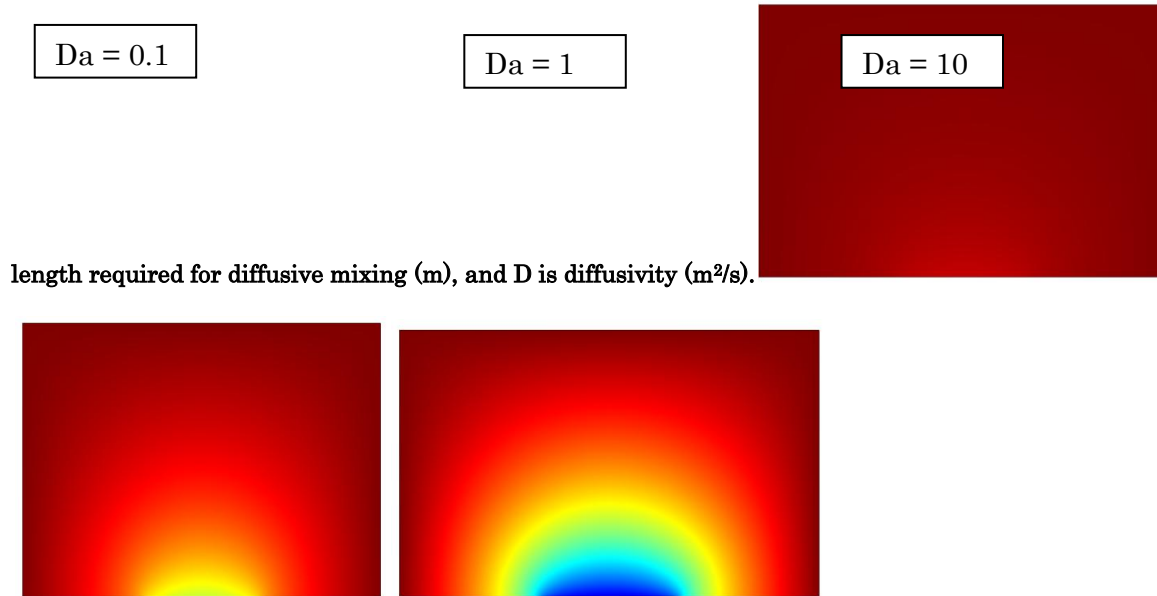 Da = 0.1
Da = 1
Da = 10
length required for diffusive mixing (m), and D is diffusivity (m²/s).